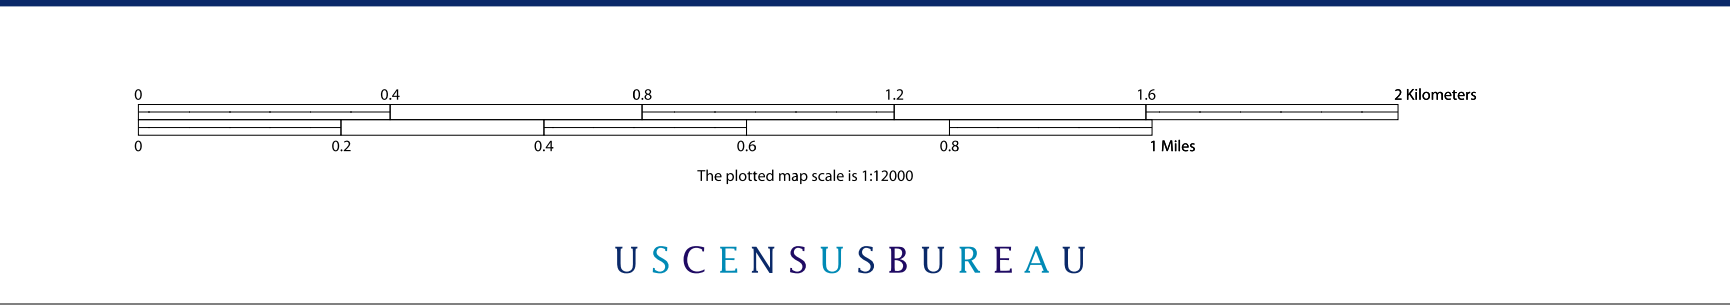 0 0.4 0.8 1.2 1.6 2 Kilometers
0 0.2 0.4 0.6 0.8 1 Miles
The plotted map scale is 1:12000
USCENSUSBUREAU